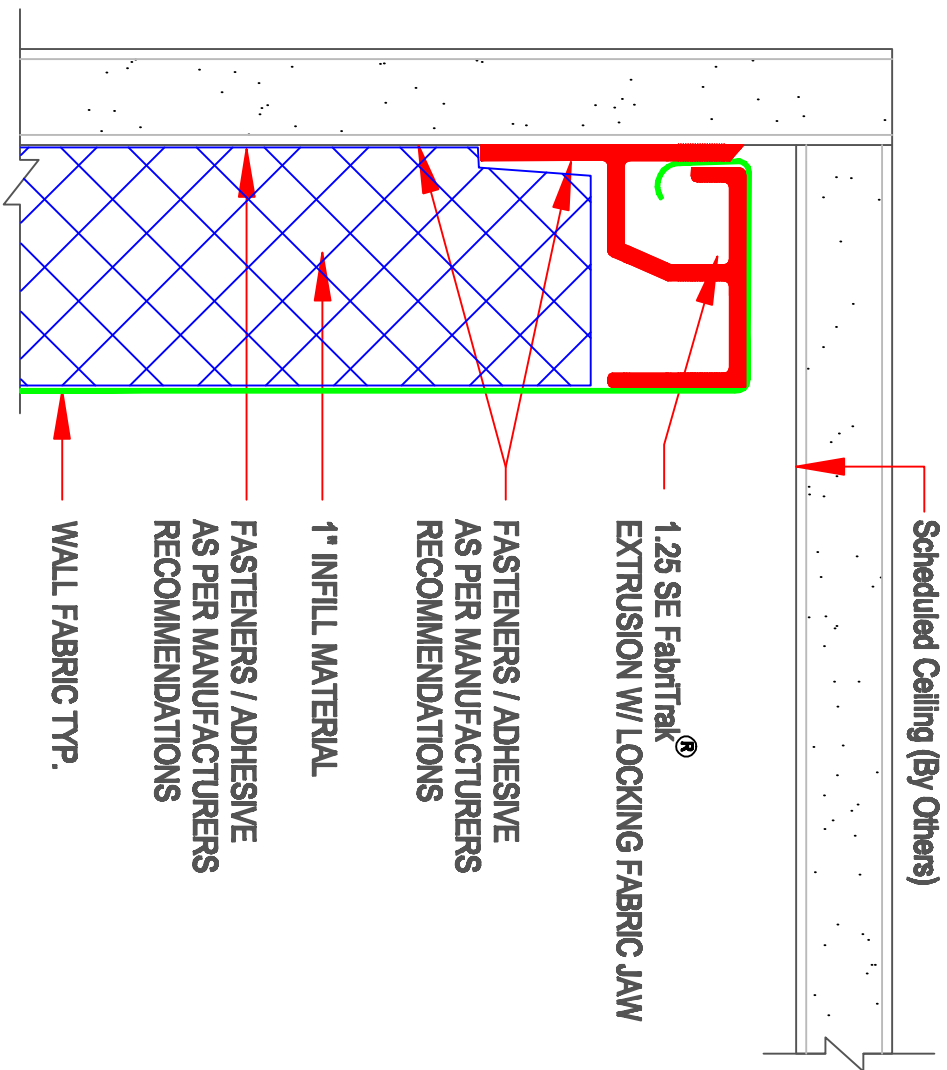 Scheduled Ceiling (By Others)
1.25 SE FabriTrak®
EXTRUSION W/ LOCKING FABRIC JAW
FASTENERS / ADHESIVE
AS PER MANUFACTURERS
RECOMMENDATIONS
1" INFILL MATERIAL
FASTENERS / ADHESIVE
AS PER MANUFACTURERS
RECOMMENDATIONS
WALL FABRIC TYP.